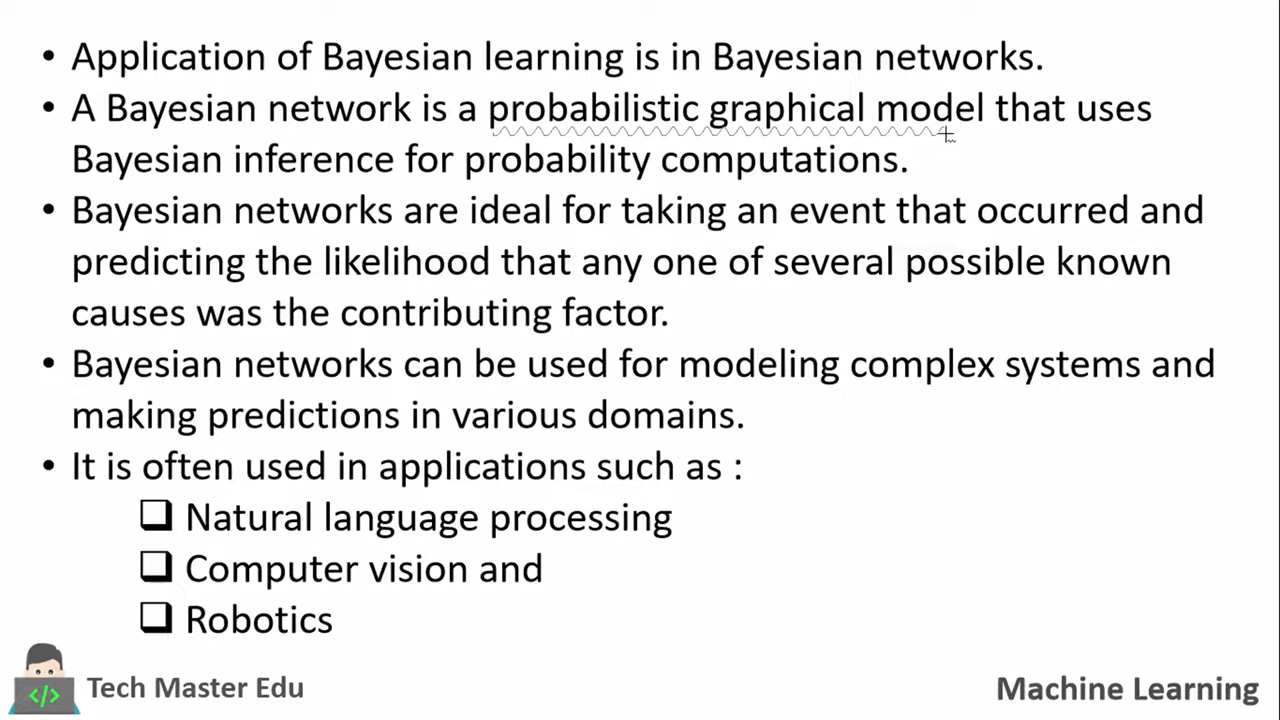 • Application of Bayesian learning is in Bayesian networks.
• A Bayesian network is a probabilistic graphical model that uses
Bayesian inference for probability computations.
• Bayesian networks are ideal for taking an event that occurred and
predicting the likelihood that any one of several possible known
causes was the contributing factor.
• Bayesian networks can be used for modeling complex systems and
making predictions in various domains.
• It is often used in applications such as :
❑ Natural language processing
❑ Computer vision and
❑ Robotics
</> Tech Master Edu
Machine Learning